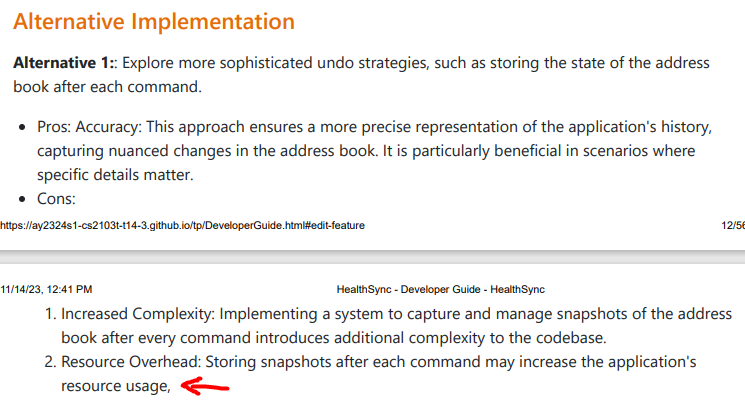 Alternative Implementation
Alternative 1:: Explore more sophisticated undo strategies, such as storing the state of the address
book after each command.
• Pros: Accuracy: This approach ensures a more precise representation of the application's history,
capturing nuanced changes in the address book. It is particularly beneficial in scenarios where
specific details matter.
• Cons:
https://ay2324s1-cs2103t-t14-3.github.io/tp/DeveloperGuide.html#edit-feature 12/56
11/14/23, 12:41 PM HealthSync - Developer Guide - HealthSync
1. Increased Complexity: Implementing a system to capture and manage snapshots of the address
book after every command introduces additional complexity to the codebase.
2. Resource Overhead: Storing snapshots after each command may increase the application's
resource usage,